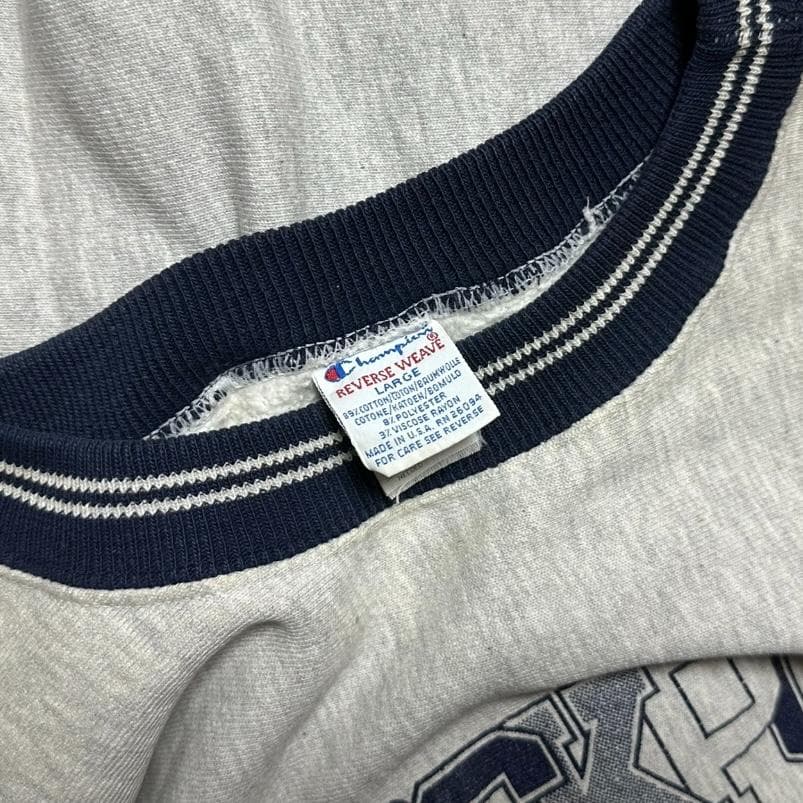 Champion®
REVERSE WEAVE
LARGE
89% COTTON/COTON/BAUMWOLLE
COTONE/KATOEN/BOMULD
8% POLYESTER
3% VISCOSE RAYON
MADE IN U.S.A. RN 26094
FOR CARE SEE REVERSE